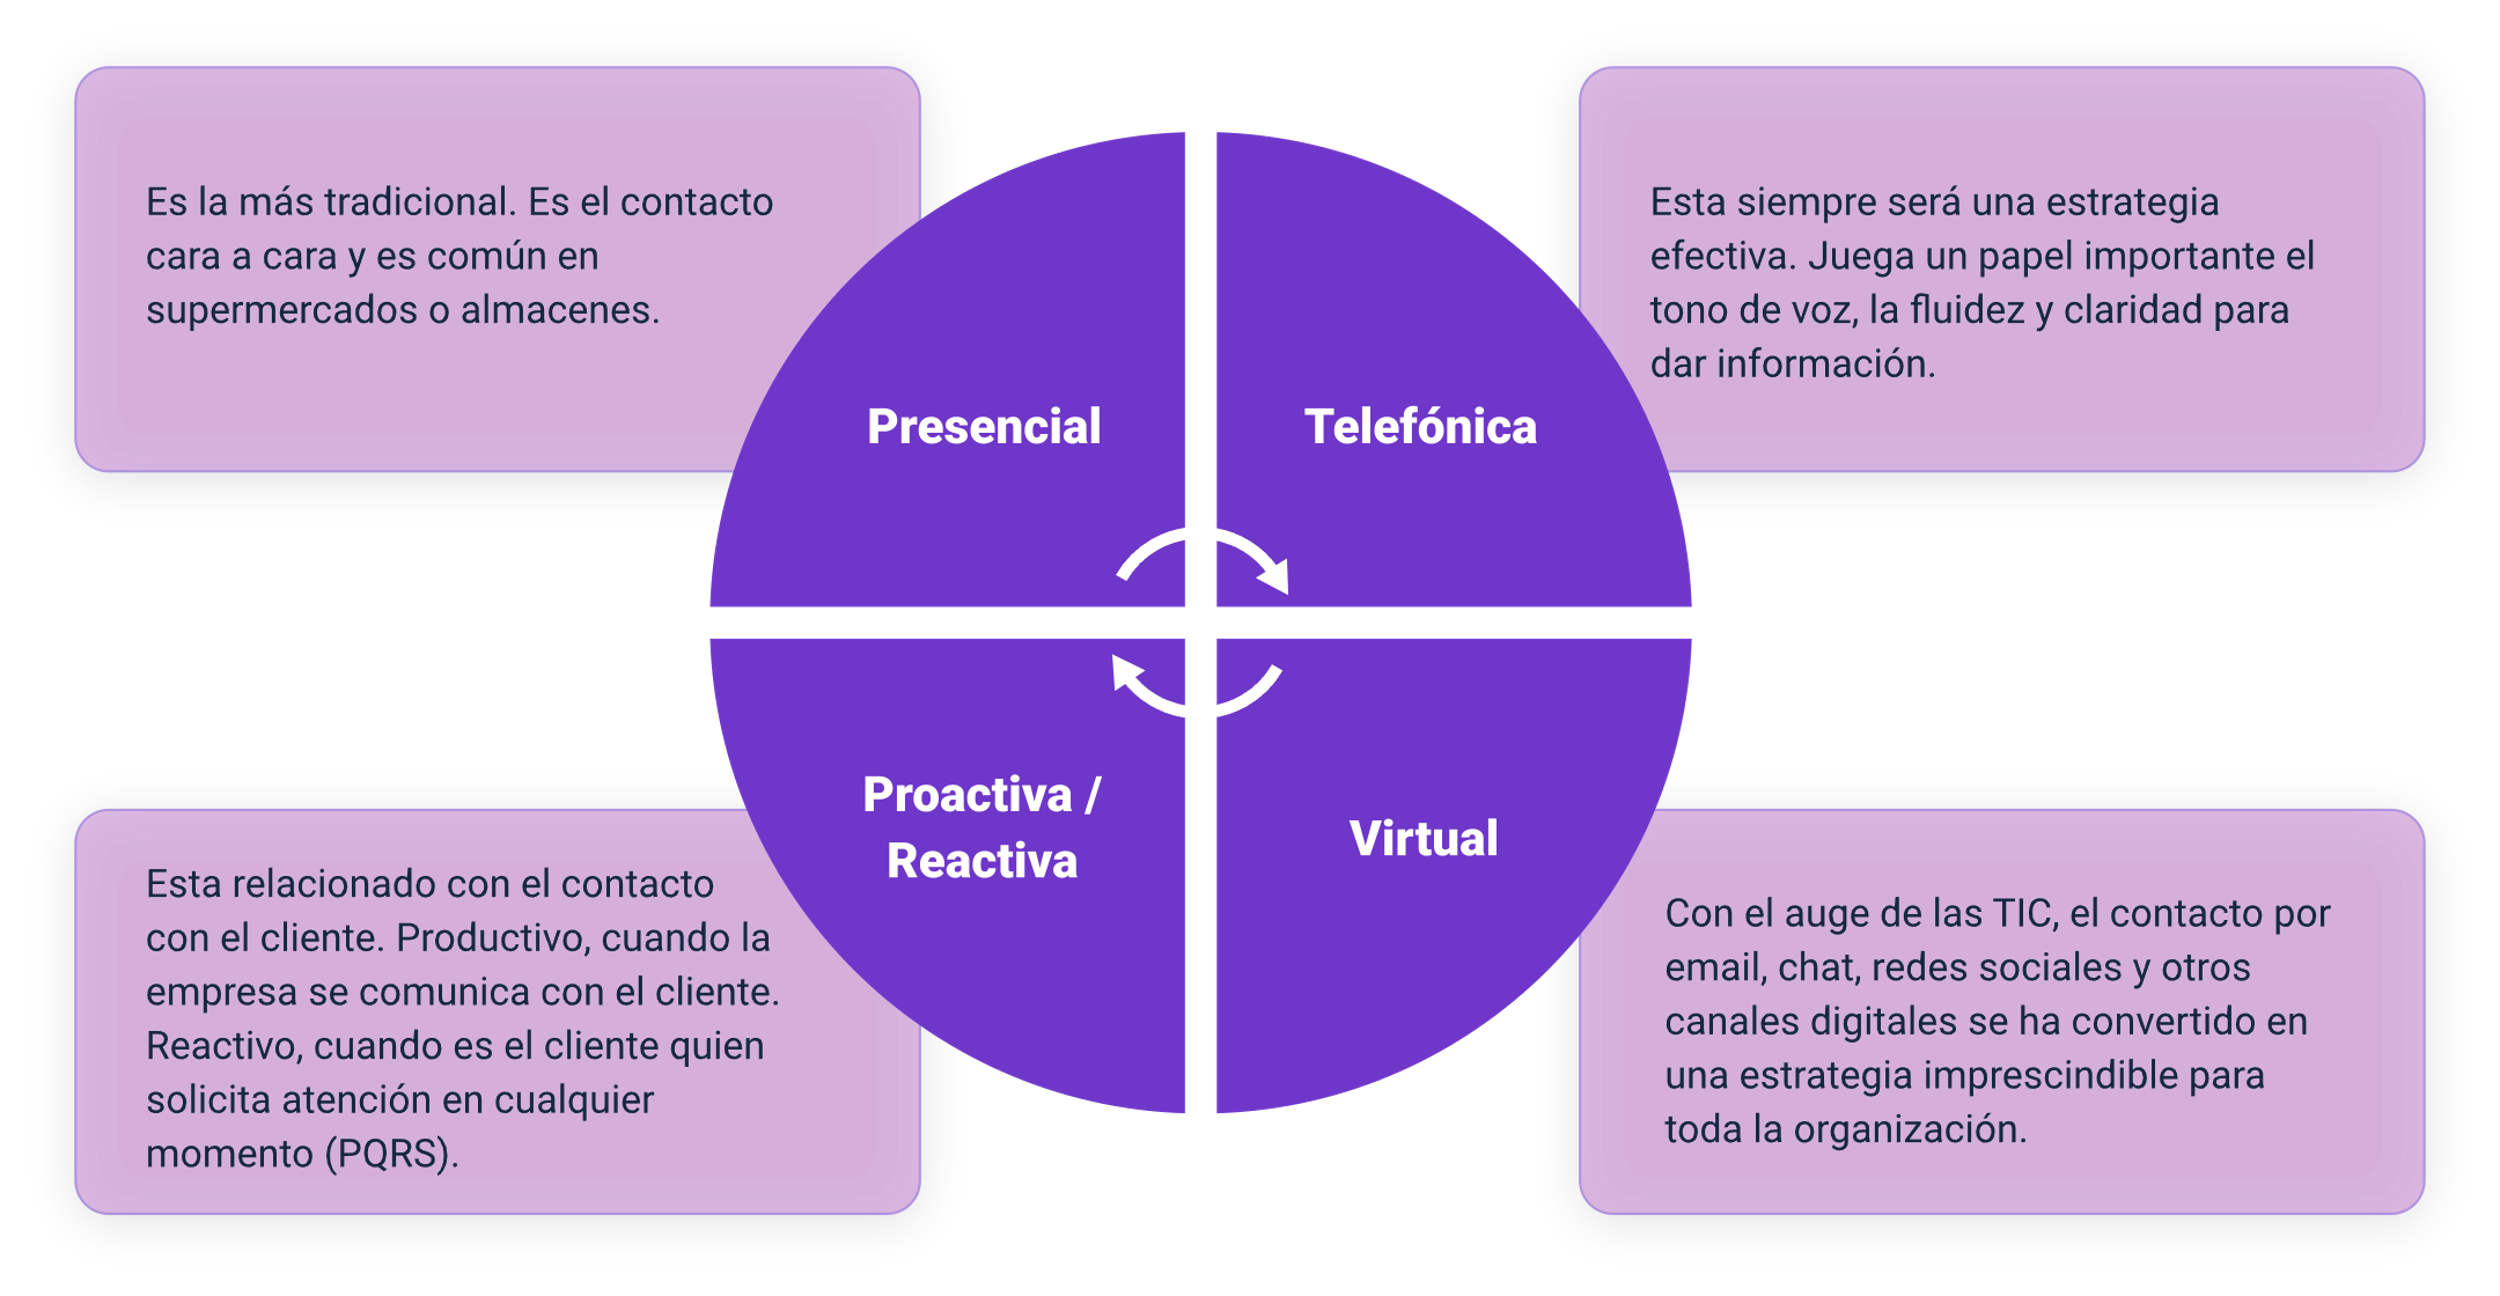 Es la más tradicional. Es el contacto
cara a cara y es común en
supermercados o almacenes.
Presencial
Telefónica
Esta siempre será una estrategia
efectiva. Juega un papel importante el
tono de voz, la fluidez y claridad para
dar información.
Proactiva /
Reactiva
Esta relacionado con el contacto
con el cliente. Productivo, cuando la
empresa se comunica con el cliente.
Reactivo, cuando es el cliente quien
solicita atención en cualquier
momento (PQRS).
Virtual
Con el auge de las TIC, el contacto por
email, chat, redes sociales y otros
canales digitales se ha convertido en
una estrategia imprescindible para
toda la organización.